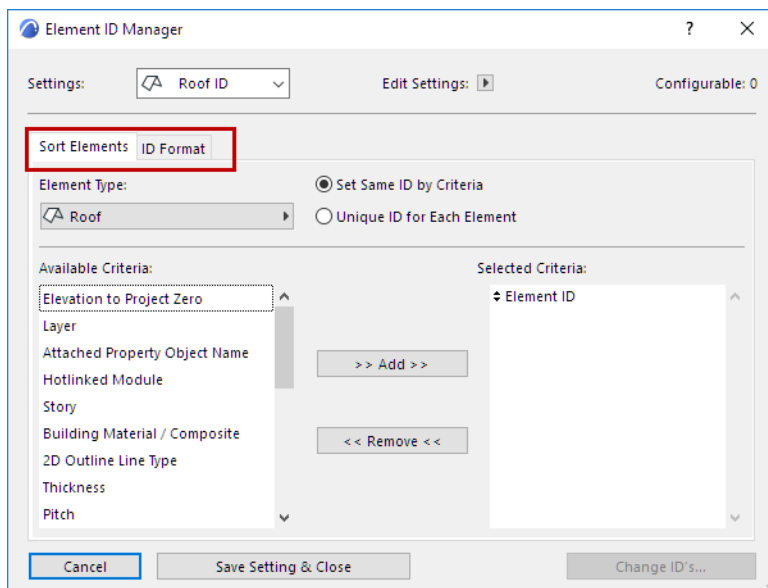 Element ID Manager ? ×
Settings: Roof ID Edit Settings: Configurable: 0
Sort Elements ID Format
Element Type: Set Same ID by Criteria
Roof Unique ID for Each Element
Available Criteria: Selected Criteria:
Elevation to Project Zero Element ID
Layer
Attached Property Object Name
>> Add >>
Hotlinked Module
Story
Building Material / Composite
<< Remove <<
2D Outline Line Type
Thickness
Pitch
Cancel Save Setting & Close Change ID's...